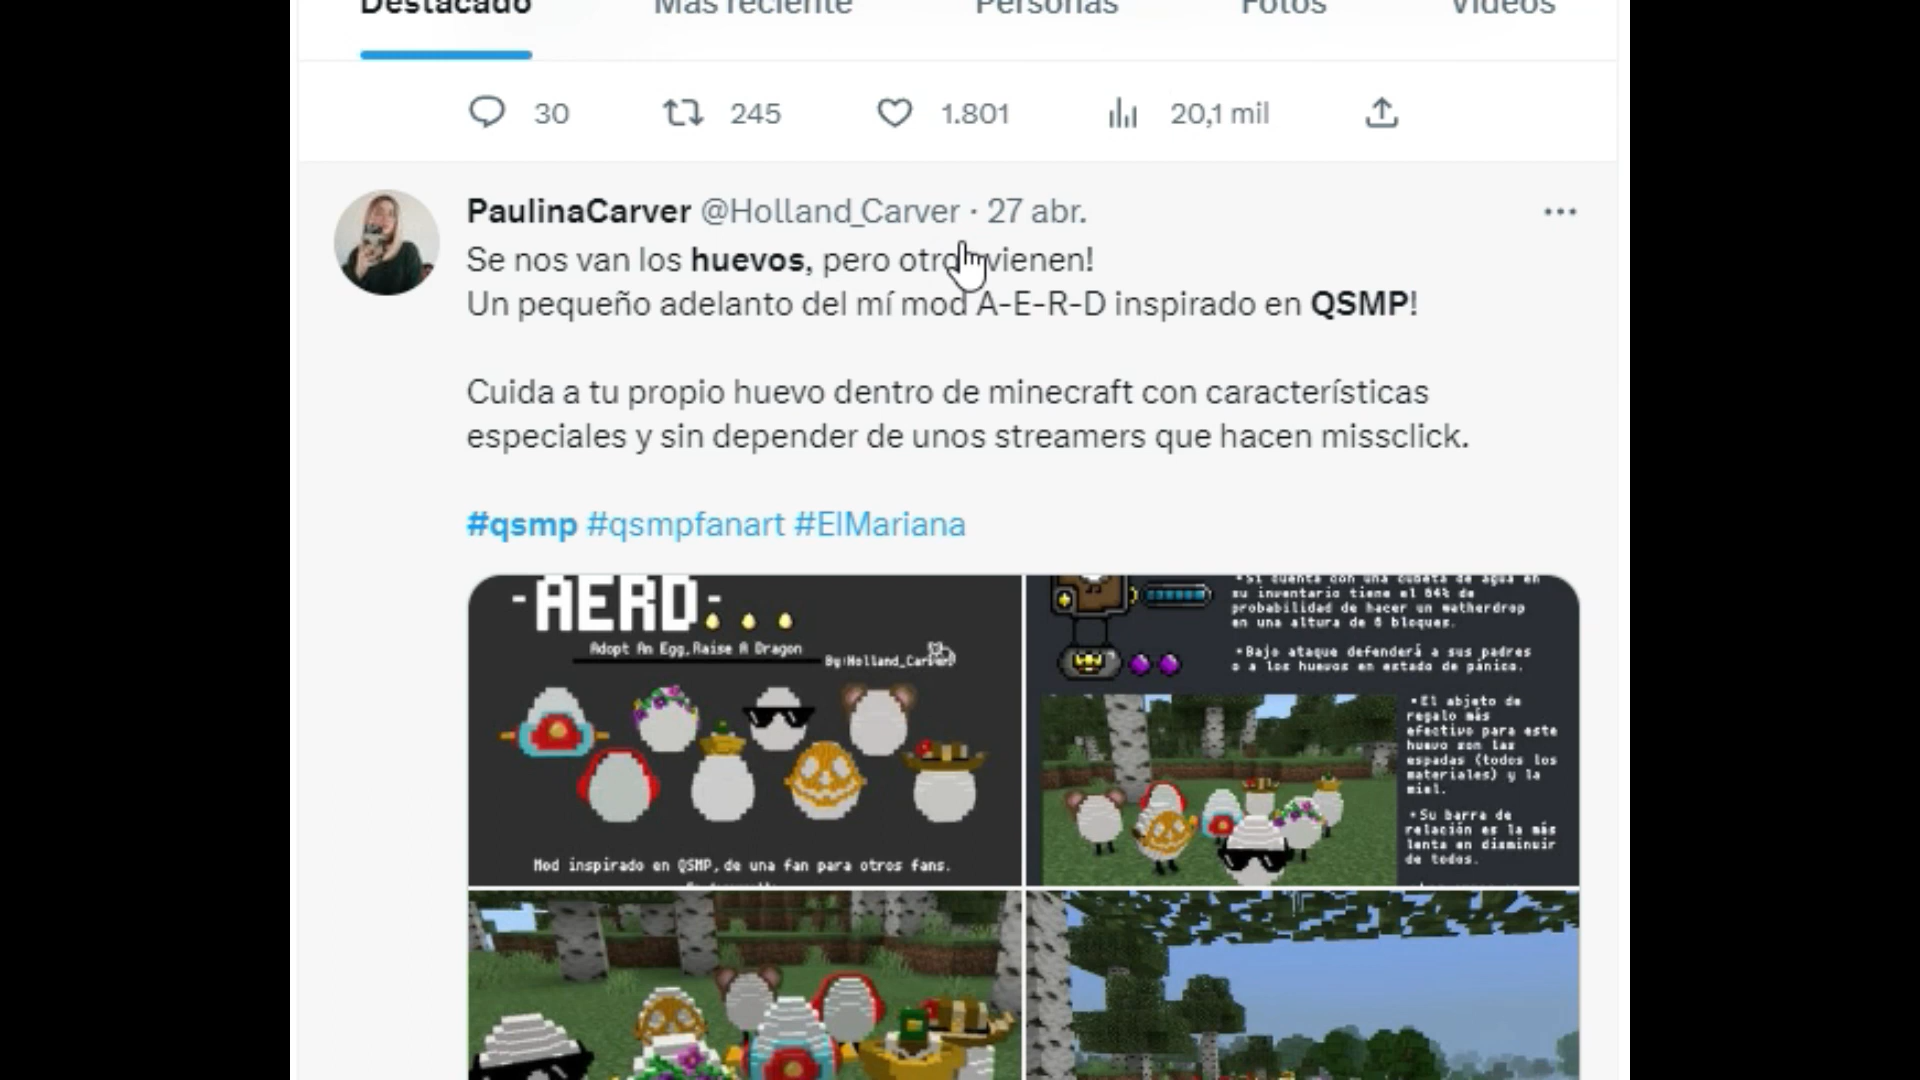 Destacado Más reciente Personas Fotos Videos
30 245 1.801 20,1 mil
PaulinaCarver @Holland_Carver · 27 abr.
Se nos van los huevos, pero otros vienen!
Un pequeño adelanto del mí mod A-E-R-D inspirado en QSMP!
Cuida a tu propio huevo dentro de minecraft con características
especiales y sin depender de unos streamers que hacen missclick.
#qsmp #qsmpfanart #ElMariana
-AERD-
Adopt An Egg,Raise A Dragon
By:Holland_Carver
Mod inspirado en QSMP,de una fan para otros fans.
*Si cuenta con una cubeta de agua en
su inventario tiene el 64% de
probabilidad de hacer un watherdrop
en una altura de 6 bloques.
*Bajo ataque defenderá a sus padres
o a los huevos en estado de pánico.
*El objeto de
regalo más
efectivo para este
huevo son las
espadas (todos los
materiales) y la
miel.
*Su barra de
relación es la más
lenta en disminuir
de todos.